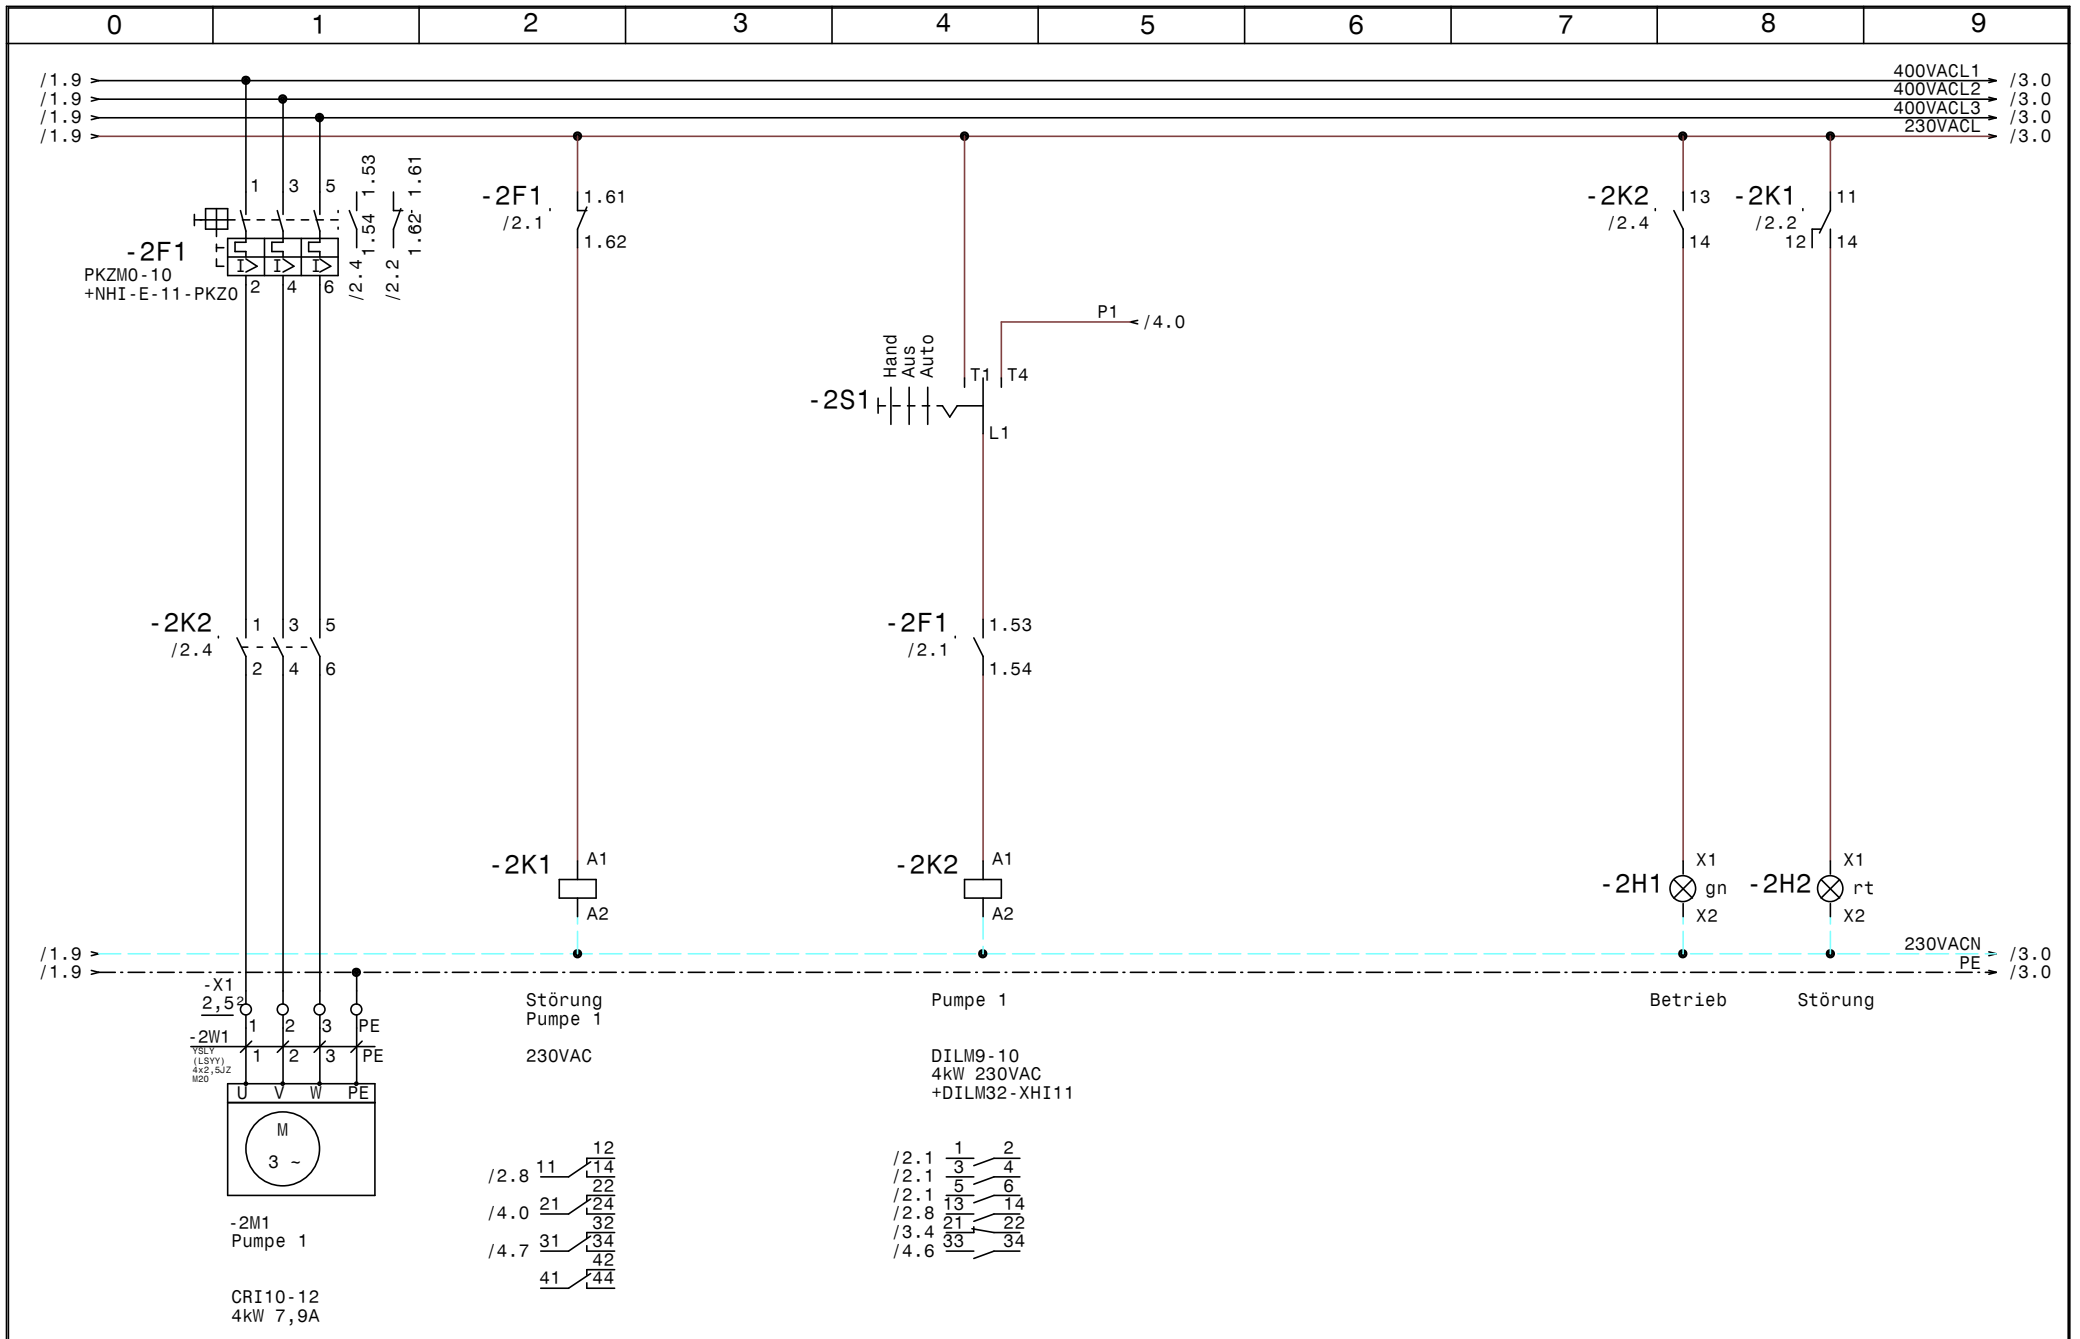 0 1 2 3 4 5 6 7 8 9
/1.9 400VACL1 /3.0
/1.9 400VACL2 /3.0
/1.9 400VACL3 /3.0
/1.9 230VACL /3.0
1 3 5 1.53 1.61
1.54 1.62
-2F1
PKZM0-10
+NHI-E-11-PKZ0
I> I> I>
2 4 6 /2.4 /2.2
-2F1 1.61
/2.1
1.62
-2K2 13
/2.4
14
-2K1 11
/2.2
12 14
P1 /4.0
Hand
Aus
Auto
T1 T4
-2S1
L1
-2K2 1 3 5
/2.4
2 4 6
-2F1 1.53
/2.1
1.54
-2K1 A1
A2
-2K2 A1
A2
X1
-2H1 gn
X2
X1
-2H2 rt
X2
/1.9 230VACN /3.0
/1.9 PE /3.0
-X1
2,5²
1 2 3 PE
-2W1
YSLY
(LSYY)
4x2,5JZ
M20
1 2 3 PE
U V W PE
M
3 ~
-2M1
Pumpe 1
CRI10-12
4kW 7,9A
Störung
Pumpe 1
230VAC
Pumpe 1
DILM9-10
4kW 230VAC
+DILM32-XHI11
Betrieb
Störung
12
/2.8 11 14
22
/4.0 21 24
32
/4.7 31 34
42
41 44
/2.1 1 2
/2.1 3 4
/2.1 5 6
/2.8 13 14
/3.4 21 22
/4.6 33 34